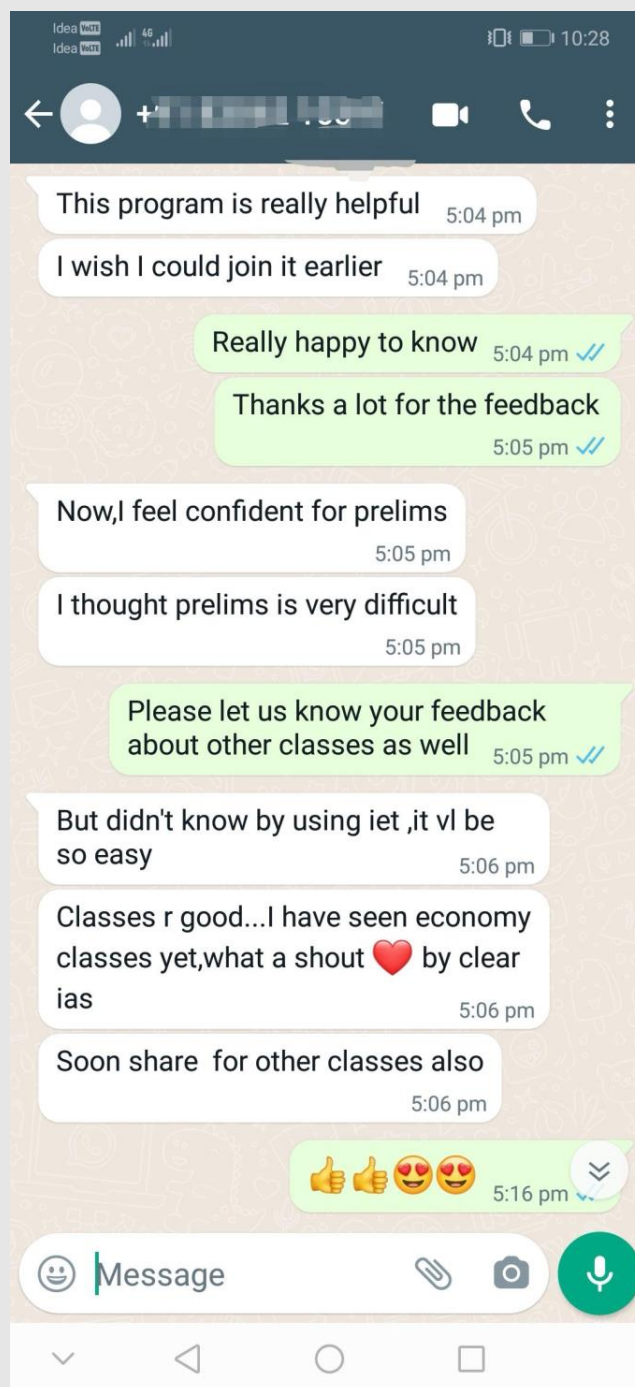 Idea VoLTE
Idea VoLTE
4G
10:28
This program is really helpful 5:04 pm
I wish I could join it earlier 5:04 pm
Really happy to know 5:04 pm
Thanks a lot for the feedback
5:05 pm
Now,I feel confident for prelims
5:05 pm
I thought prelims is very difficult
5:05 pm
Please let us know your feedback
about other classes as well 5:05 pm
But didn't know by using iet ,it vl be
so easy 5:06 pm
Classes r good...I have seen economy
classes yet,what a shout ❤️ by clear
ias 5:06 pm
Soon share for other classes also
5:06 pm
👍👍😍😍 5:16 pm
Message